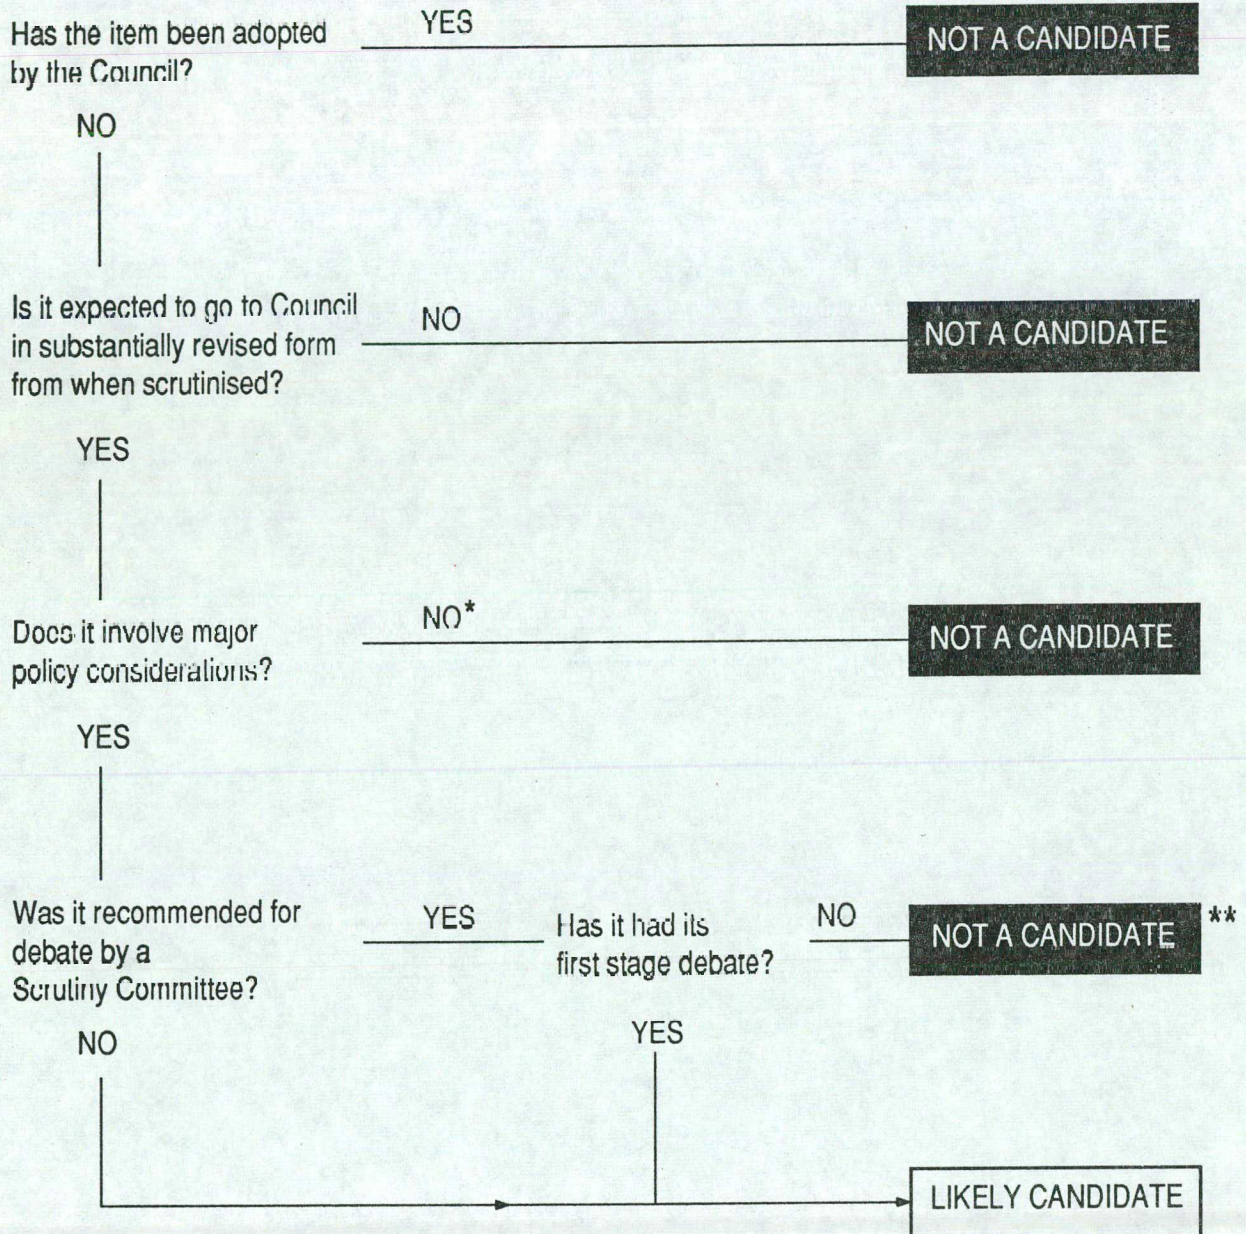 Has the item been adopted
by the Council?
YES
NOT A CANDIDATE
NO
Is it expected to go to Council
in substantially revised form
from when scrutinised?
NO
NOT A CANDIDATE
YES
Does it involve major
policy considerations?
NO*
NOT A CANDIDATE
YES
Was it recommended for
debate by a
Scrutiny Committee?
YES
Has it had its
first stage debate?
NO
NOT A CANDIDATE **
NO
YES
LIKELY CANDIDATE